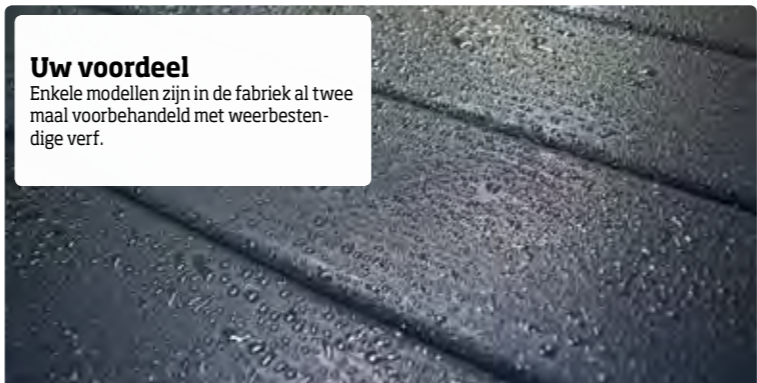 Uw voordeel
Enkele modellen zijn in de fabriek al twee
maal voorbehandeld met weerbesten-
dige verf.